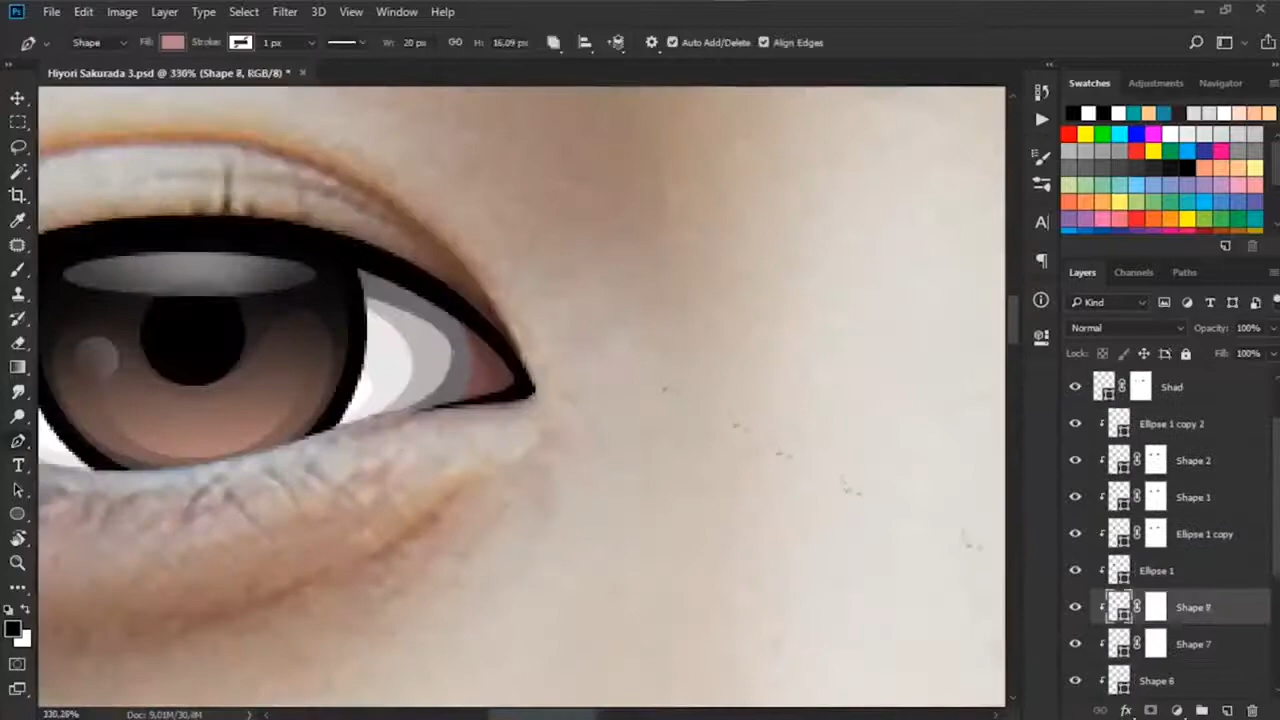 Ps File Edit Image Layer Type Select Filter 3D View Window Help
Shape Fill: Stroke: 1 px W: 20 px H: 16.09 px Auto Add/Delete Align Edges
Hiyori Sakurada 3.psd @ 330% (Shape 8, RGB/8) *
Swatches Adjustments Navigator
Layers Channels Paths
Kind
Normal Opacity: 100%
Lock: Fill: 100%
Shad
Ellipse 1 copy 2
Shape 2
Shape 1
Ellipse 1 copy
Ellipse 1
Shape 8
Shape 7
Shape 6
330.26% Doc: 9,01M/30,4M